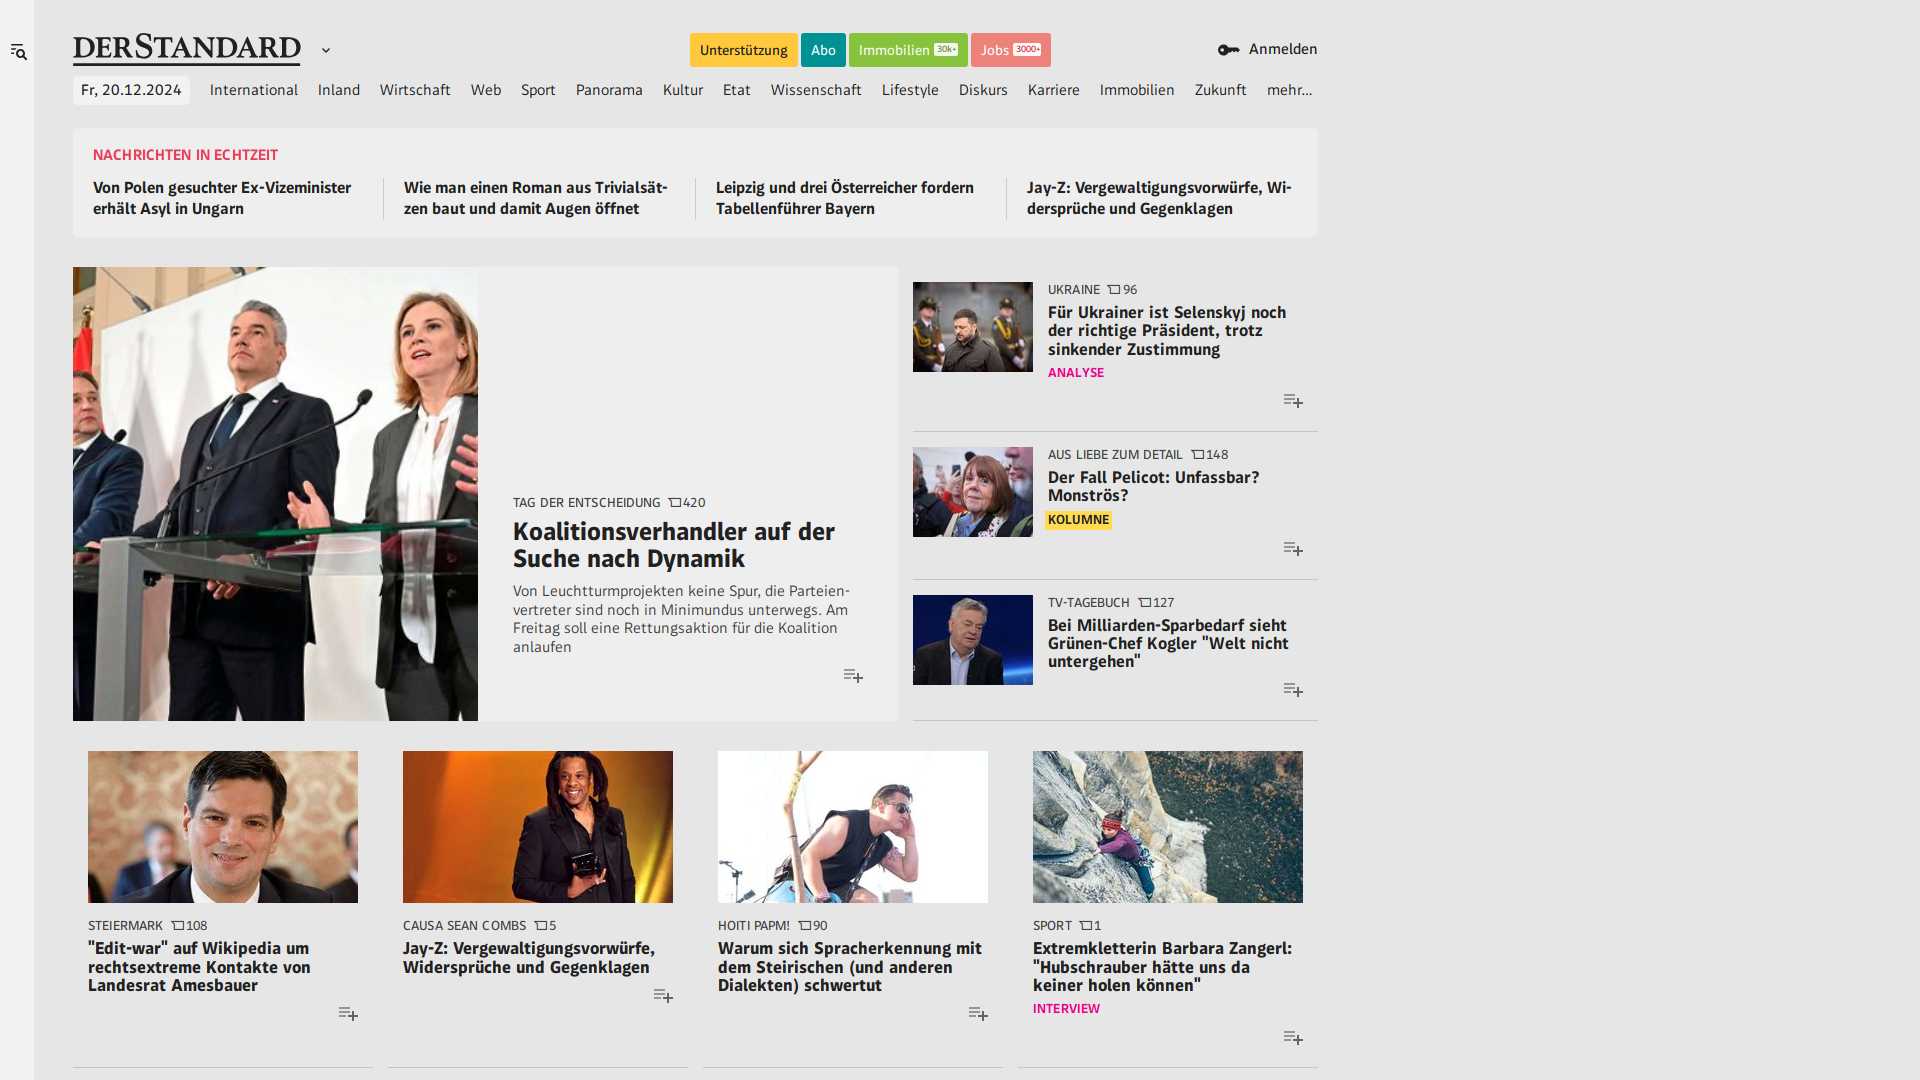 DERSTANDARD
Unterstützung
Abo
Immobilien 30k+
Jobs 3000+
Anmelden
Fr, 20.12.2024
International
Inland
Wirtschaft
Web
Sport
Panorama
Kultur
Etat
Wissenschaft
Lifestyle
Diskurs
Karriere
Immobilien
Zukunft
mehr...
NACHRICHTEN IN ECHTZEIT
Von Polen gesuchter Ex-Vizeminister
erhält Asyl in Ungarn
Wie man einen Roman aus Trivialsät-
zen baut und damit Augen öffnet
Leipzig und drei Österreicher fordern
Tabellenführer Bayern
Jay-Z: Vergewaltigungsvorwürfe, Wi-
dersprüche und Gegenklagen
TAG DER ENTSCHEIDUNG 420
Koalitionsverhandler auf der
Suche nach Dynamik
Von Leuchtturmprojekten keine Spur, die Parteien-
vertreter sind noch in Minimundus unterwegs. Am
Freitag soll eine Rettungsaktion für die Koalition
anlaufen
UKRAINE 96
Für Ukrainer ist Selenskyj noch
der richtige Präsident, trotz
sinkender Zustimmung
ANALYSE
AUS LIEBE ZUM DETAIL 148
Der Fall Pelicot: Unfassbar?
Monströs?
KOLUMNE
TV-TAGEBUCH 127
Bei Milliarden-Sparbedarf sieht
Grünen-Chef Kogler "Welt nicht
untergehen"
STEIERMARK 108
"Edit-war" auf Wikipedia um
rechtsextreme Kontakte von
Landesrat Amesbauer
CAUSA SEAN COMBS 5
Jay-Z: Vergewaltigungsvorwürfe,
Widersprüche und Gegenklagen
HOITI PAPM! 90
Warum sich Spracherkennung mit
dem Steirischen (und anderen
Dialekten) schwertut
SPORT 1
Extremkletterin Barbara Zangerl:
"Hubschrauber hätte uns da
keiner holen können"
INTERVIEW